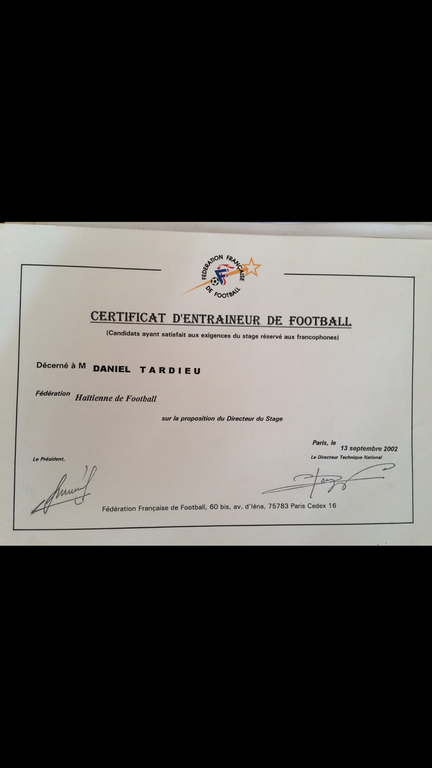 FEDERATION FRANÇAISE
DE FOOTBALL
CERTIFICAT D'ENTRAINEUR DE FOOTBALL
(Candidats ayant satisfait aux exigences du stage réservé aux francophones)
Décerné à M DANIEL TARDIEU
Fédération Haïtienne de Football
sur la proposition du Directeur du Stage
Paris, le 13 septembre 2002
Le Président, Le Directeur Technique National
Fédération Française de Football, 60 bis, av. d'Iéna, 75783 Paris Cedex 16